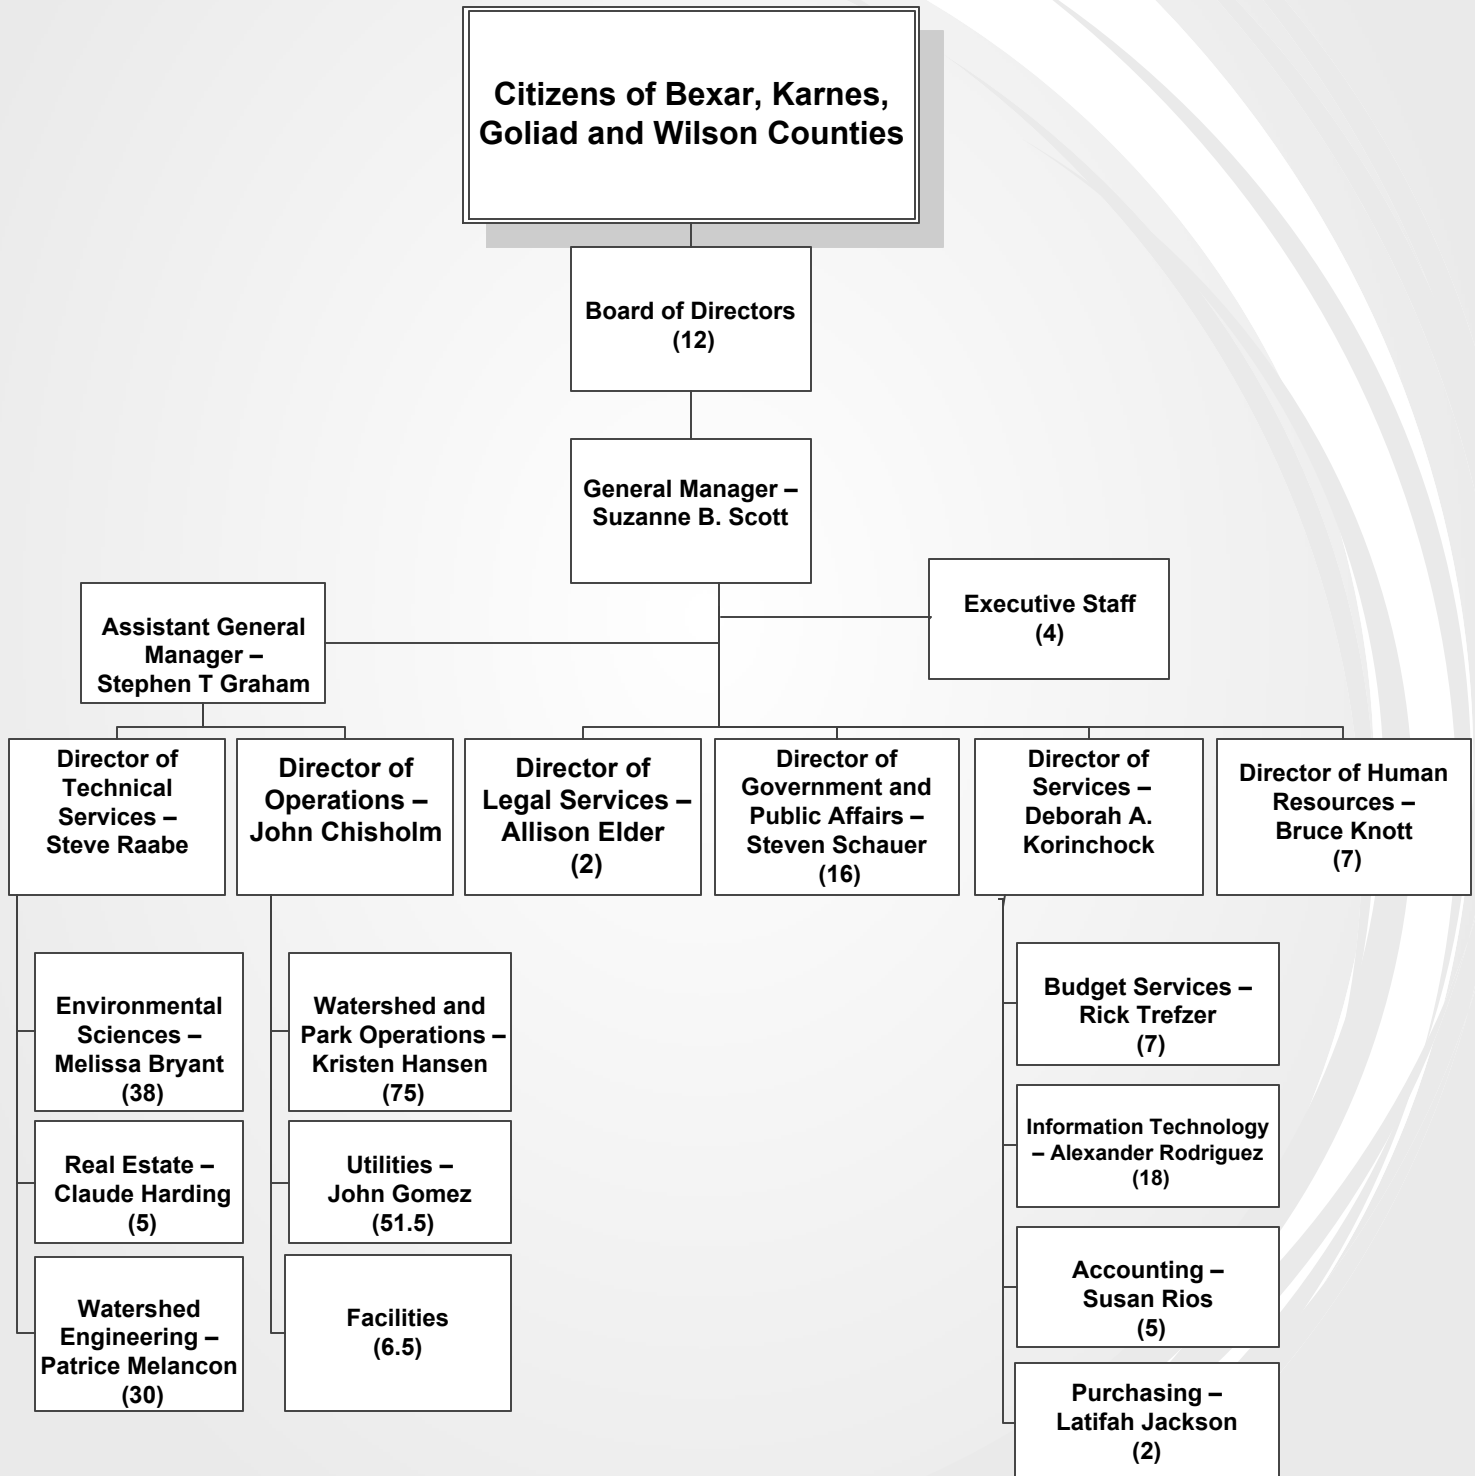 Citizens of Bexar, Karnes,
Goliad and Wilson Counties
Board of Directors
(12)
General Manager –
Suzanne B. Scott
Executive Staff
(4)
Assistant General
Manager –
Stephen T Graham
Director of
Technical
Services –
Steve Raabe
Director of
Operations –
John Chisholm
Director of
Legal Services –
Allison Elder
(2)
Director of
Government and
Public Affairs –
Steven Schauer
(16)
Director of
Services –
Deborah A.
Korinchock
Director of Human
Resources –
Bruce Knott
(7)
Environmental
Sciences –
Melissa Bryant
(38)
Real Estate –
Claude Harding
(5)
Watershed
Engineering –
Patrice Melancon
(30)
Watershed and
Park Operations –
Kristen Hansen
(75)
Utilities –
John Gomez
(51.5)
Facilities
(6.5)
Budget Services –
Rick Trefzer
(7)
Information Technology
– Alexander Rodriguez
(18)
Accounting –
Susan Rios
(5)
Purchasing –
Latifah Jackson
(2)